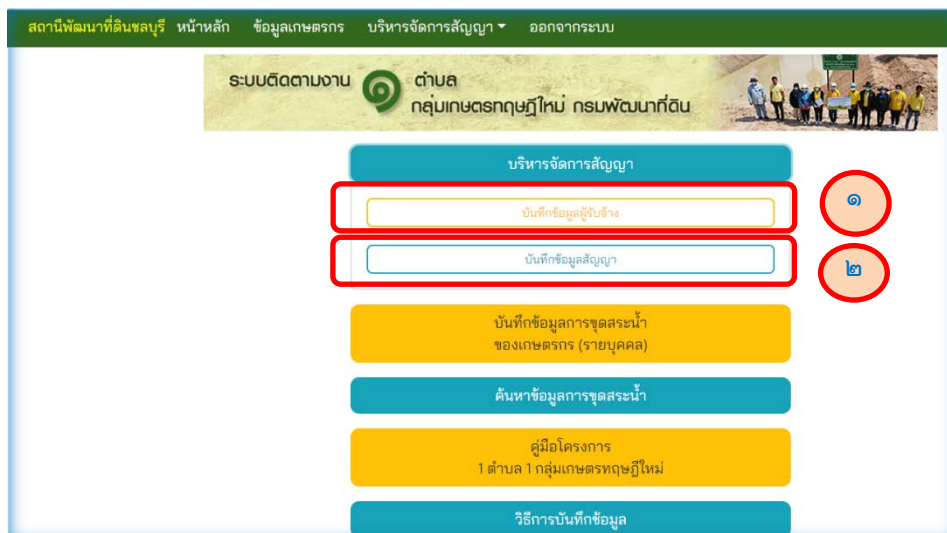 สถานีพัฒนาที่ดินชลบุรี หน้าหลัก ข้อมูลเกษตรกร บริหารจัดการสัญญา ออกจากระบบ
ระบบติดตามงาน ๑ ตำบล
กลุ่มเกษตรทฤษฎีใหม่ กรมพัฒนาที่ดิน
บริหารจัดการสัญญา
บันทึกข้อมูลผู้รับจ้าง
๑
บันทึกข้อมูลสัญญา
๒
บันทึกข้อมูลการขุดสระน้ำ
ของเกษตรกร (รายบุคคล)
ค้นหาข้อมูลการขุดสระน้ำ
คู่มือโครงการ
1 ตำบล 1 กลุ่มเกษตรทฤษฎีใหม่
วิธีการบันทึกข้อมูล